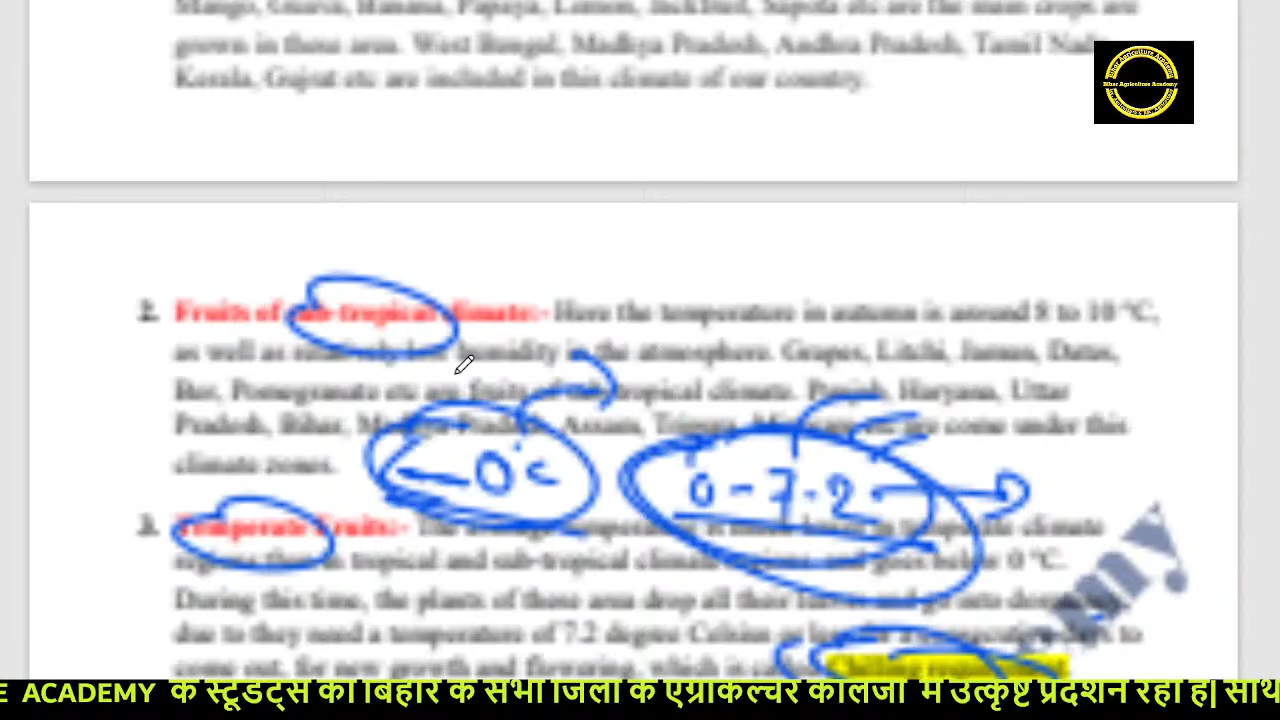 Mango, Guava, Banana, Papaya, Lemon, Jackfruit, Sapota etc are the main crops are
grown in these area. West Bengal, Madhya Pradesh, Andhra Pradesh, Tamil Nadu
Kerala, Gujrat etc are included in this climate of our country.
Bihar Agriculture Academy
2. Fruits of sub-tropical climate:- Here the temperature in autumn is around 8 to 10 °C,
as well as relatively less humidity in the atmosphere. Grapes, Litchi, Jamun, Dates,
Ber, Pomegranate etc are fruits of sub-tropical climate. Punjab, Haryana, Uttar
Pradesh, Bihar, Madhya Pradesh, Assam, Tripura, etc are come under this
climate zones.
0°C
0-7.2
3. Temperate Fruits:- The average temperature is much lower in temperate climate
regions than in tropical and sub-tropical climate regions, and goes below 0 °C.
During this time, the plants of these area drop all their leaves and go into
due to they need a temperature of 7.2 degree Celsius or less for to
come out, for new growth and flowering, which is called Chilling requirement
my
E ACADEMY के स्टूडेंट्स का बिहार के सभी जिलों के एग्रीकल्चर कॉलेजों में उत्कृष्ट प्रदर्शन रहा है| साथ